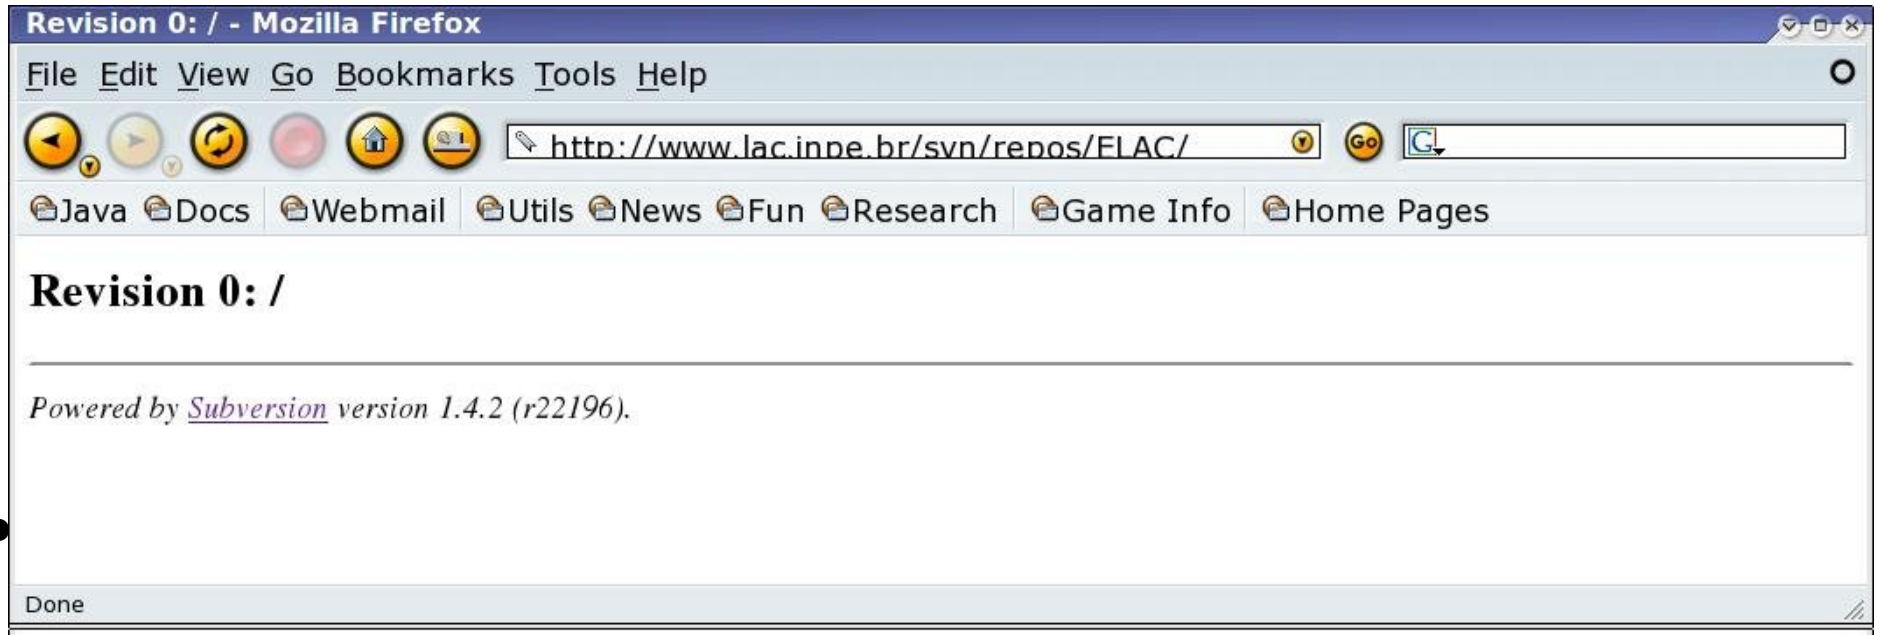 Revision 0: / - Mozilla Firefox
File Edit View Go Bookmarks Tools Help
http://www.lac.inpe.br/svn/repos/ELAC/ Go G
Java Docs Webmail Utils News Fun Research Game Info Home Pages
Revision 0: /
Powered by Subversion version 1.4.2 (r22196).
Done